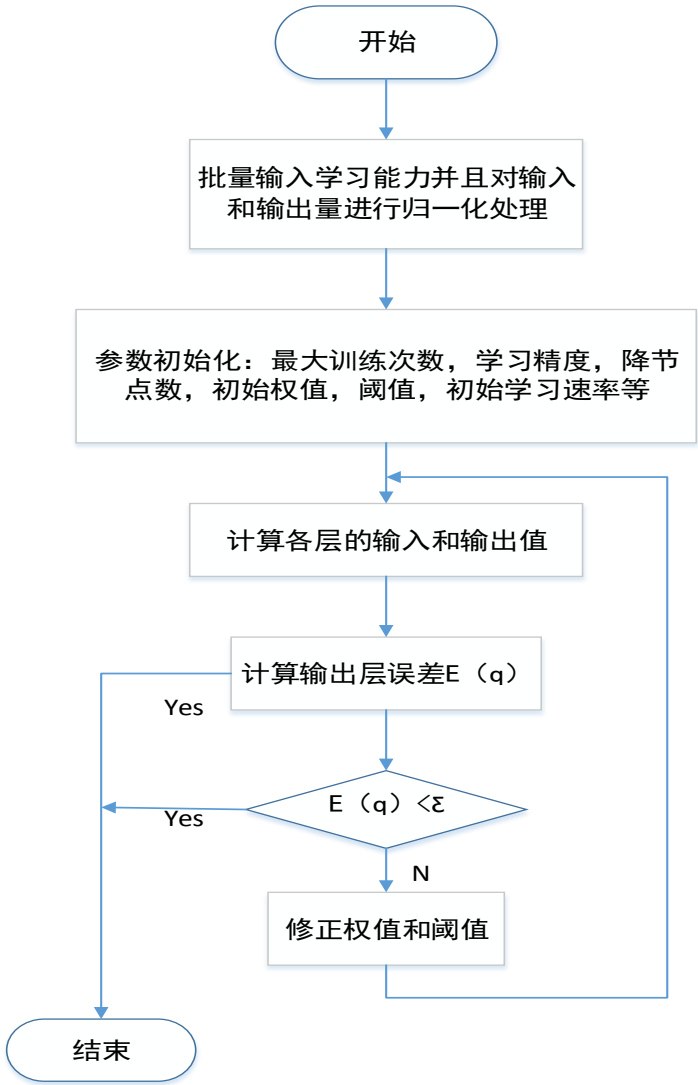 开始
批量输入学习能力并且对输入
和输出量进行归一化处理
参数初始化：最大训练次数，学习精度，降节
点数，初始权值，阈值，初始学习速率等
计算各层的输入和输出值
计算输出层误差E（q）
Yes
E（q）<Σ
Yes
N
修正权值和阈值
结束